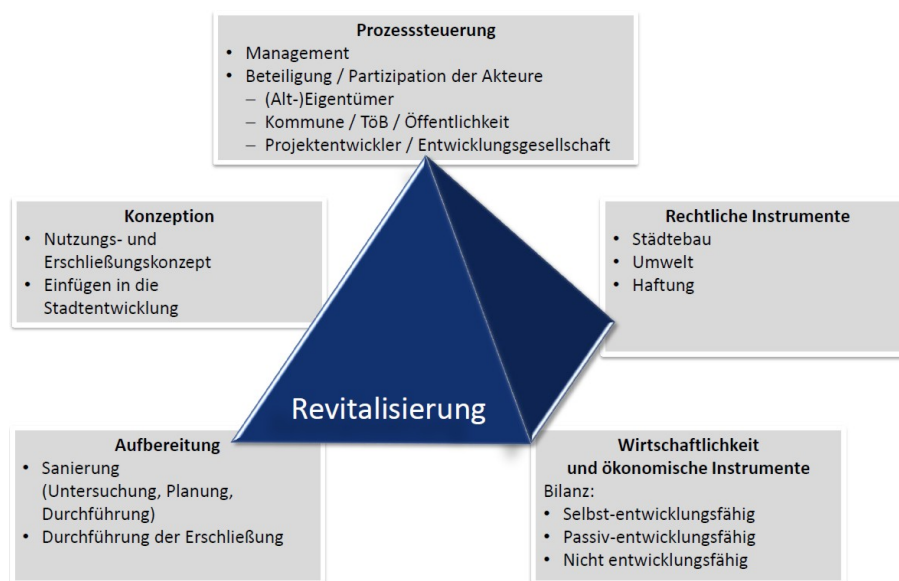 Prozesssteuerung
• Management
• Beteiligung / Partizipation der Akteure
– (Alt-)Eigentümer
– Kommune / TöB / Öffentlichkeit
– Projektentwickler / Entwicklungsgesellschaft
Konzeption
• Nutzungs- und
Erschließungskonzept
• Einfügen in die
Stadtentwicklung
Rechtliche Instrumente
• Städtebau
• Umwelt
• Haftung
Revitalisierung
Aufbereitung
• Sanierung
(Untersuchung, Planung,
Durchführung)
• Durchführung der Erschließung
Wirtschaftlichkeit
und ökonomische Instrumente
Bilanz:
• Selbst-entwicklungsfähig
• Passiv-entwicklungsfähig
• Nicht entwicklungsfähig